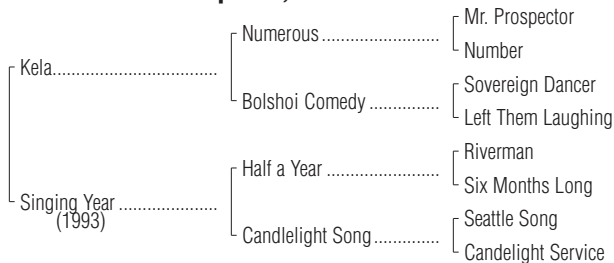 Mr. Prospector
Numerous
Number
Kela
Sovereign Dancer
Bolshoi Comedy
Left Them Laughing
Riverman
Half a Year
Six Months Long
Singing Year
(1993)
Seattle Song
Candlelight Song
Candelight Service